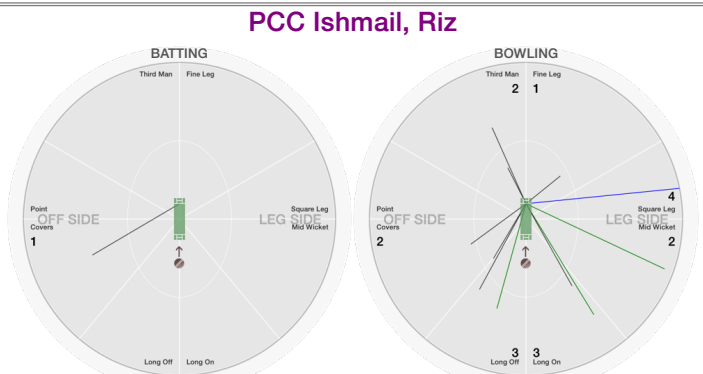 PCC Ishmail, Riz
BATTING
Third Man Fine Leg
Point
OFF SIDE
Covers
1
Square Leg
LEG SIDE
Mid Wicket
Long Off Long On
BOWLING
Third Man Fine Leg
2 1
Point
OFF SIDE
Covers
2
4
Square Leg
LEG SIDE
Mid Wicket
2
3 3
Long Off Long On